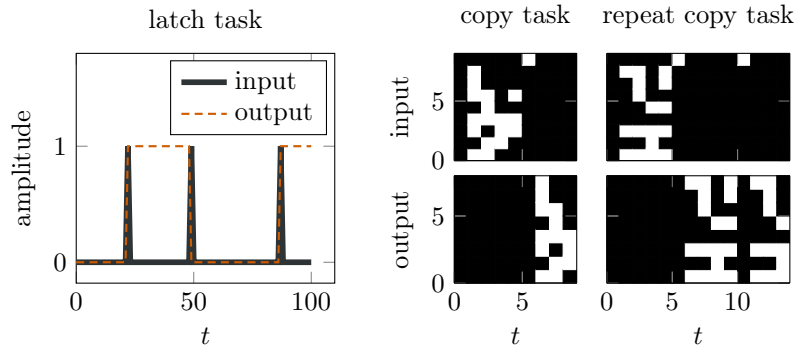 latch task
input
output
amplitude
1
0
0
50
100
t
copy task
repeat copy task
input
5
0
output
5
0
0
5
t
0
5
10
t